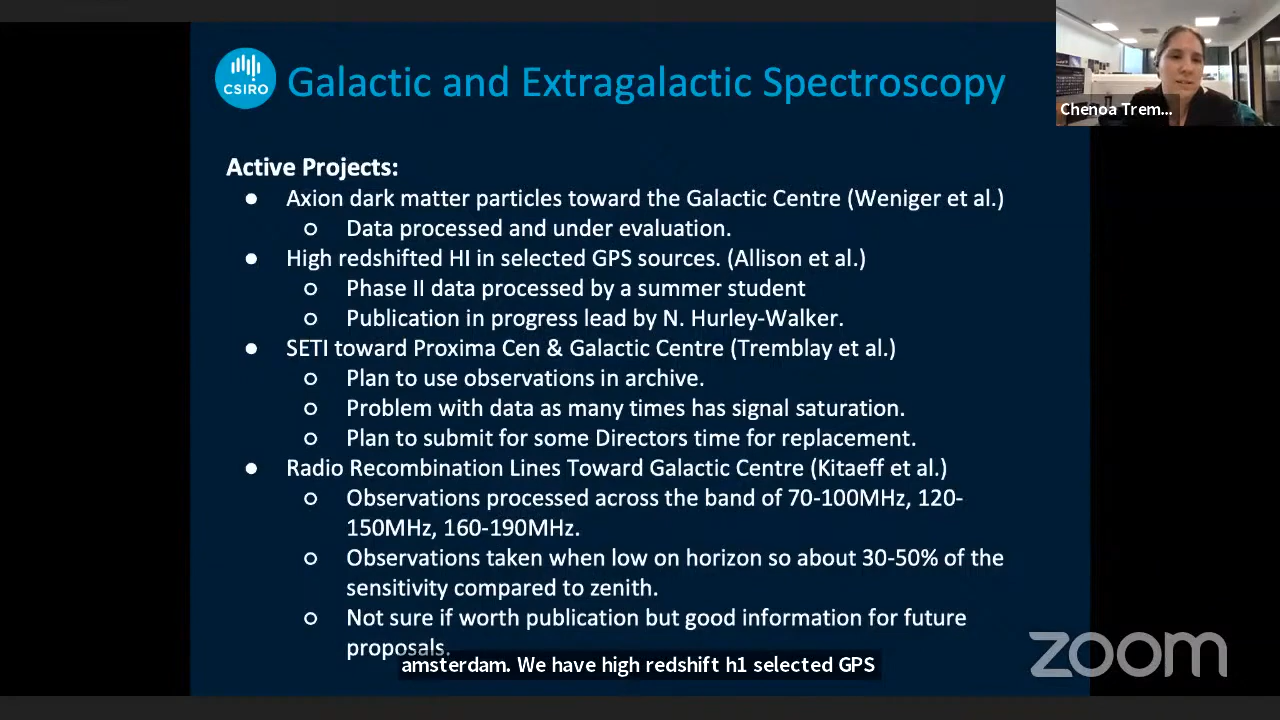 CSIRO
Galactic and Extragalactic Spectroscopy
Chenoa Trem...
Active Projects:
● Axion dark matter particles toward the Galactic Centre (Weniger et al.)
○ Data processed and under evaluation.
● High redshifted HI in selected GPS sources. (Allison et al.)
○ Phase II data processed by a summer student
○ Publication in progress lead by N. Hurley-Walker.
● SETI toward Proxima Cen & Galactic Centre (Tremblay et al.)
○ Plan to use observations in archive.
○ Problem with data as many times has signal saturation.
○ Plan to submit for some Directors time for replacement.
● Radio Recombination Lines Toward Galactic Centre (Kitaeff et al.)
○ Observations processed across the band of 70-100MHz, 120-
150MHz, 160-190MHz.
○ Observations taken when low on horizon so about 30-50% of the
sensitivity compared to zenith.
○ Not sure if worth publication but good information for future
proposals.
amsterdam. We have high redshift h1 selected GPS
zoom